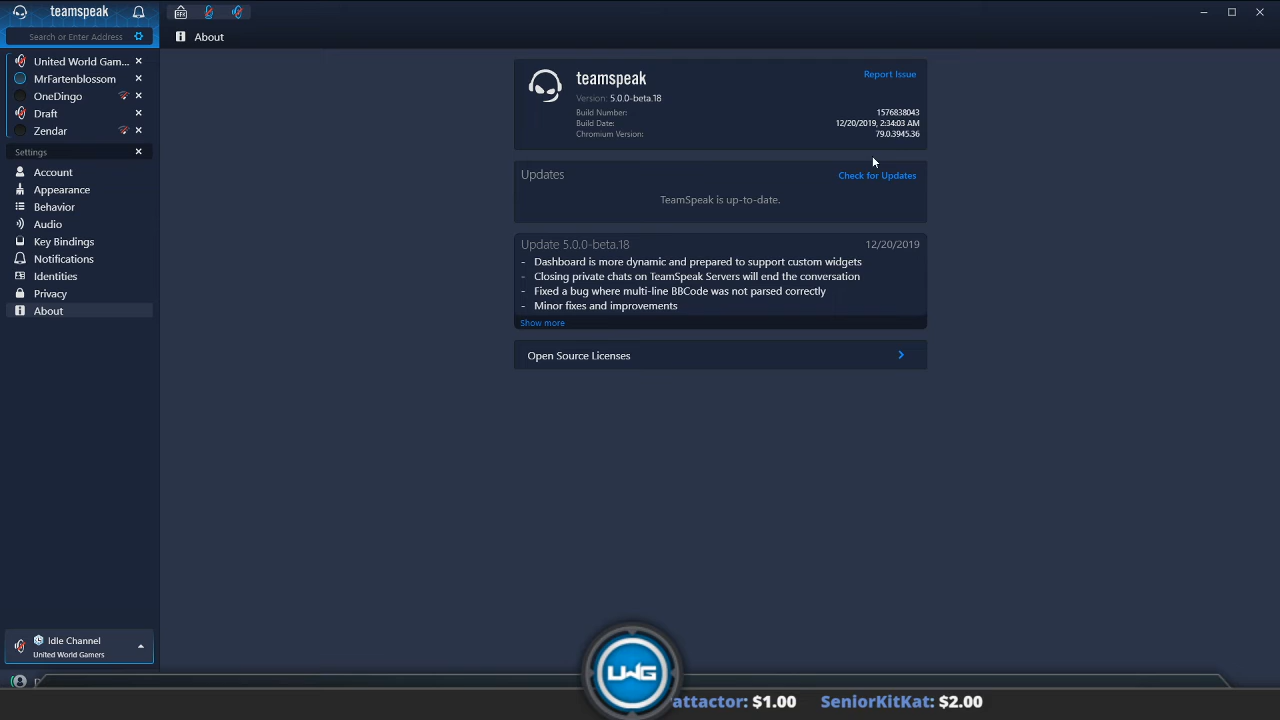 teamspeak
Search or Enter Address
About
United World Gam...
MrFartenblossom
OneDingo
Draft
Zendar
Settings
Account
Appearance
Behavior
Audio
Key Bindings
Notifications
Identities
Privacy
About
teamspeak
Report Issue
Version: 5.0.0-beta.18
Build Number: 1576838043
Build Date: 12/20/2019, 2:34:03 AM
Chromium Version: 79.0.3945.36
Updates
Check for Updates
TeamSpeak is up-to-date.
Update 5.0.0-beta.18 12/20/2019
- Dashboard is more dynamic and prepared to support custom widgets
- Closing private chats on TeamSpeak Servers will end the conversation
- Fixed a bug where multi-line BBCode was not parsed correctly
- Minor fixes and improvements
Show more
Open Source Licenses
Idle Channel
United World Gamers
UWG
attactor: $1.00 SeniorKitKat: $2.00